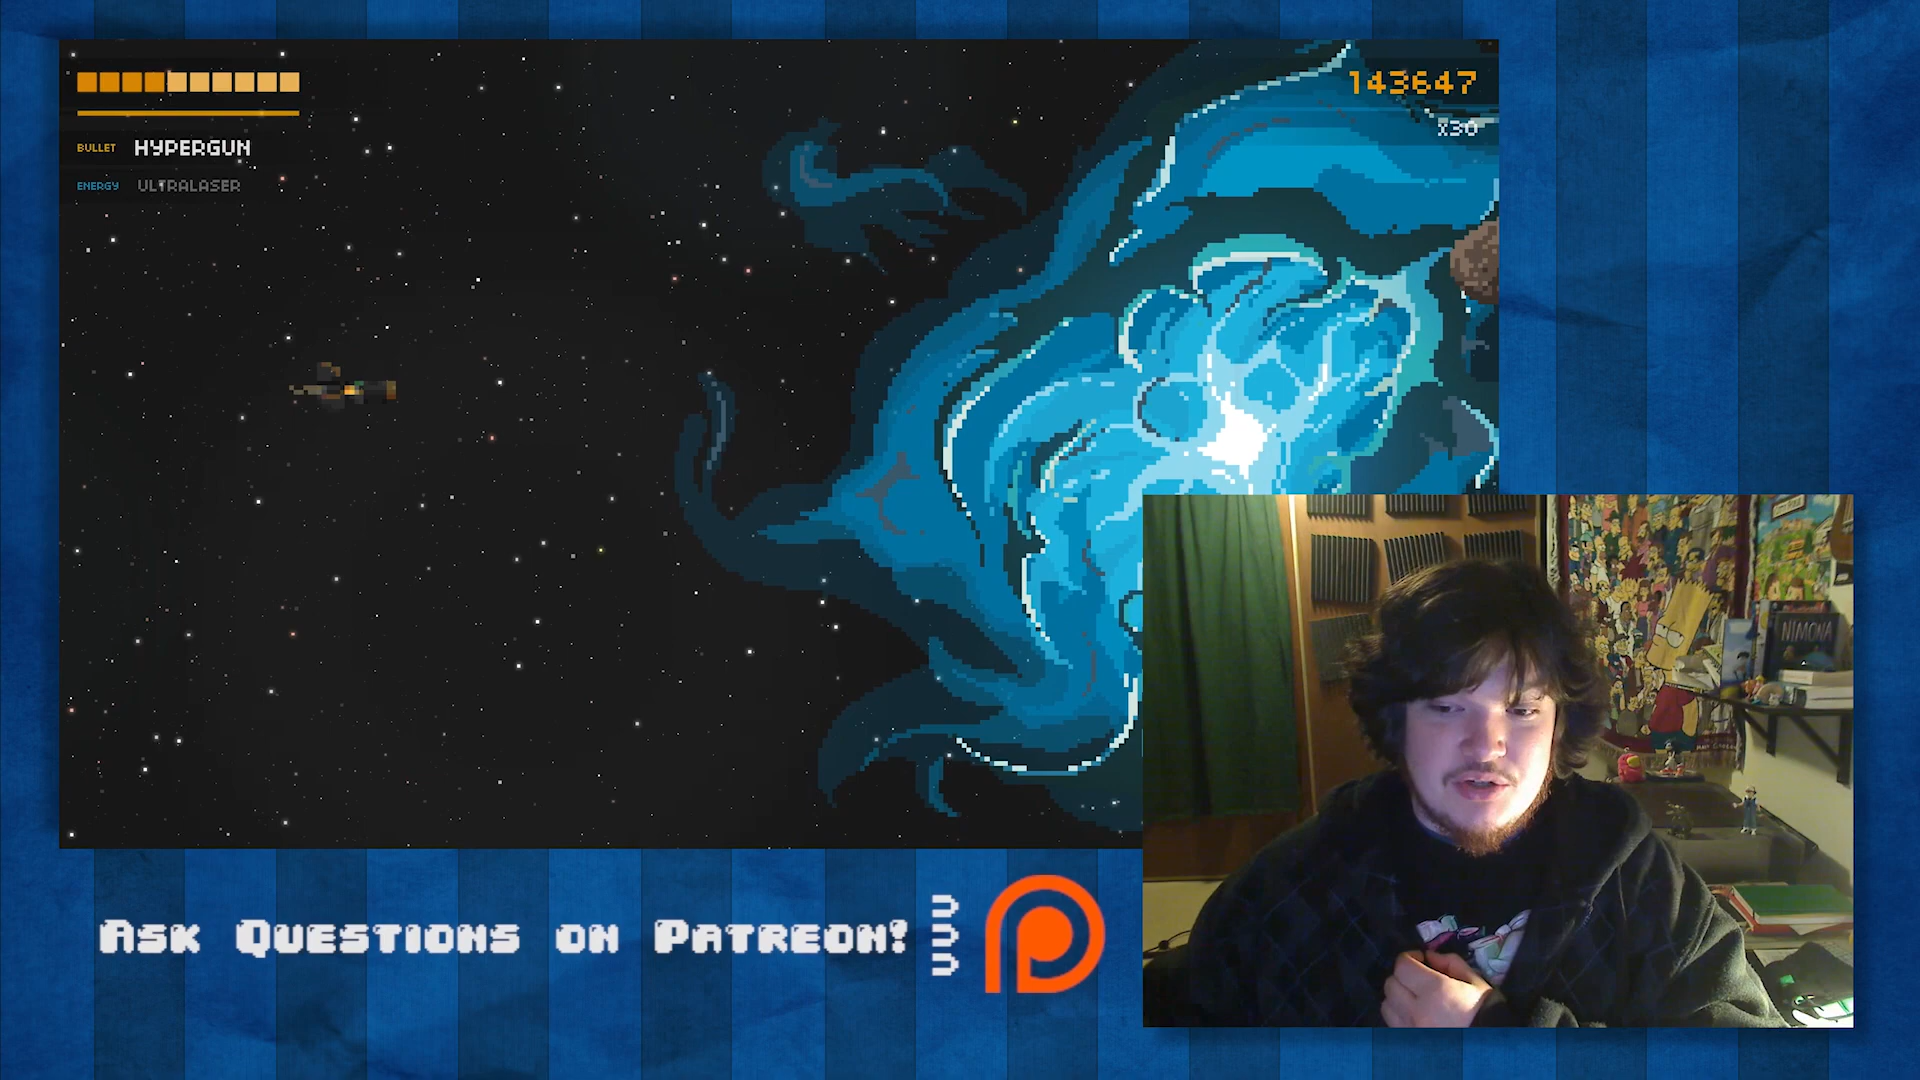 143647
X30
BULLET HYPERGUN
ENERGY ULTRALASER
NIMONA
ASK QUESTIONS ON PATREON!